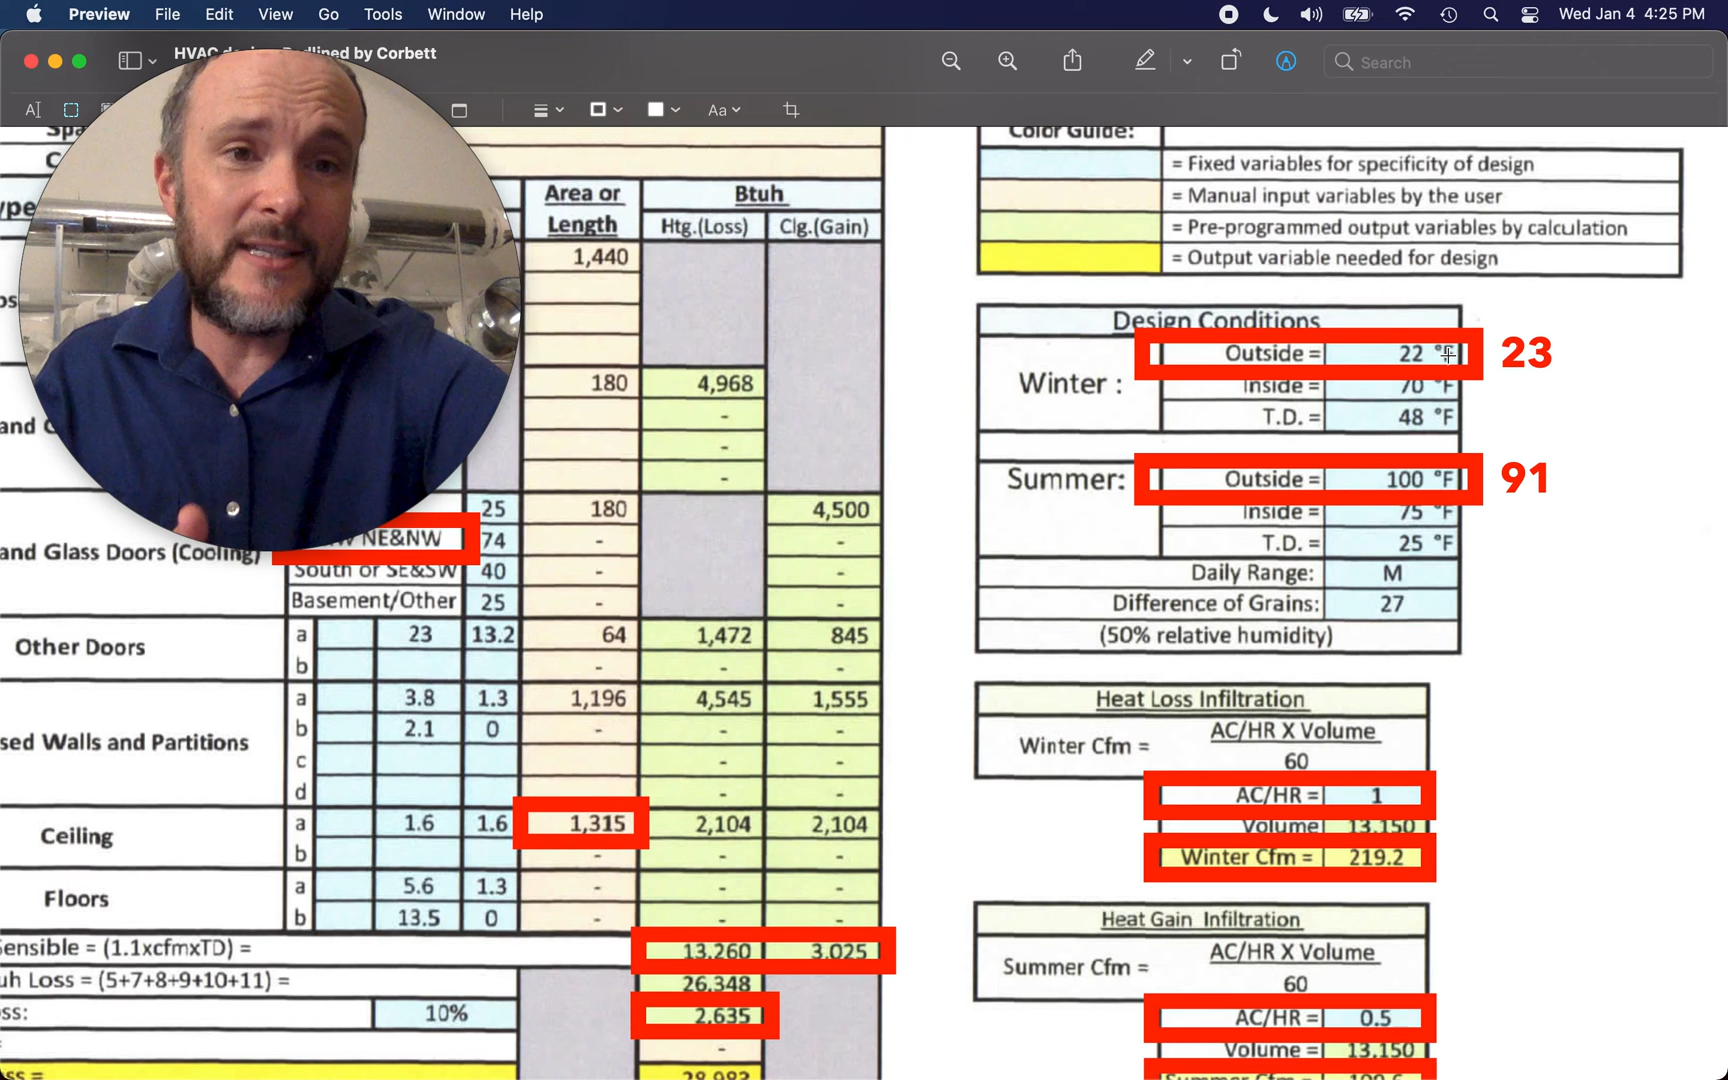 Preview File Edit View Go Tools Window Help
Wed Jan 4 4:25 PM
by Corbett
Search
Aa
Color Guide:
= Fixed variables for specificity of design
= Manual input variables by the user
= Pre-programmed output variables by calculation
= Output variable needed for design
Area or Length
Btuh
Htg.(Loss) Clg.(Gain)
1,440
180 4,968
-
-
-
25 180 4,500
and Glass Doors (Cooling) NE&NW 74 - -
South or SE&SW 40 - -
Basement/Other 25 - -
Other Doors a 23 13.2 64 1,472 845
b - - -
sed Walls and Partitions a 3.8 1.3 1,196 4,545 1,555
b 2.1 0 - - -
c - -
d - -
Ceiling a 1.6 1.6 1,315 2,104 2,104
b - - -
Floors a 5.6 1.3 - - -
b 13.5 0 - - -
Sensible = (1.1xcfmxTD) = 13,260 3,025
uh Loss = (5+7+8+9+10+11) = 26,348
ss: 10% 2,635
= -
ss = 28,983
Design Conditions
Winter : Outside = 22 °F 23
Inside = 70 °F
T.D. = 48 °F
Summer: Outside = 100 °F 91
Inside = 75 °F
T.D. = 25 °F
Daily Range: M
Difference of Grains: 27
(50% relative humidity)
Heat Loss Infiltration
Winter Cfm = AC/HR X Volume
60
AC/HR = 1
Volume 13,150
Winter Cfm = 219.2
Heat Gain Infiltration
Summer Cfm = AC/HR X Volume
60
AC/HR = 0.5
Volume = 13,150